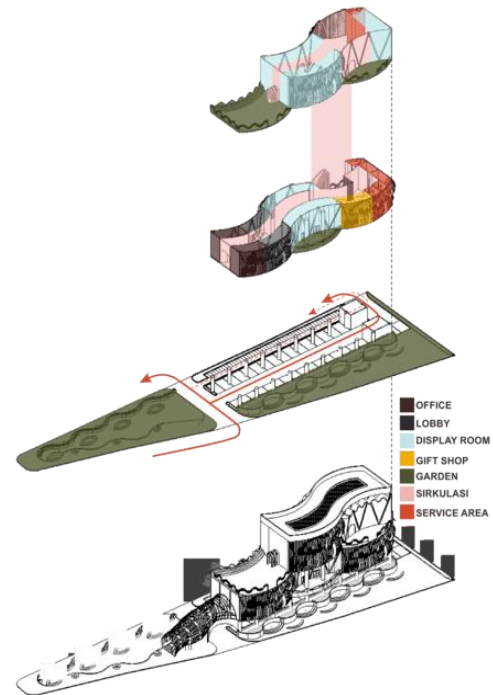 OFFICE
LOBBY
DISPLAY ROOM
GIFT SHOP
GARDEN
SIRKULASI
SERVICE AREA